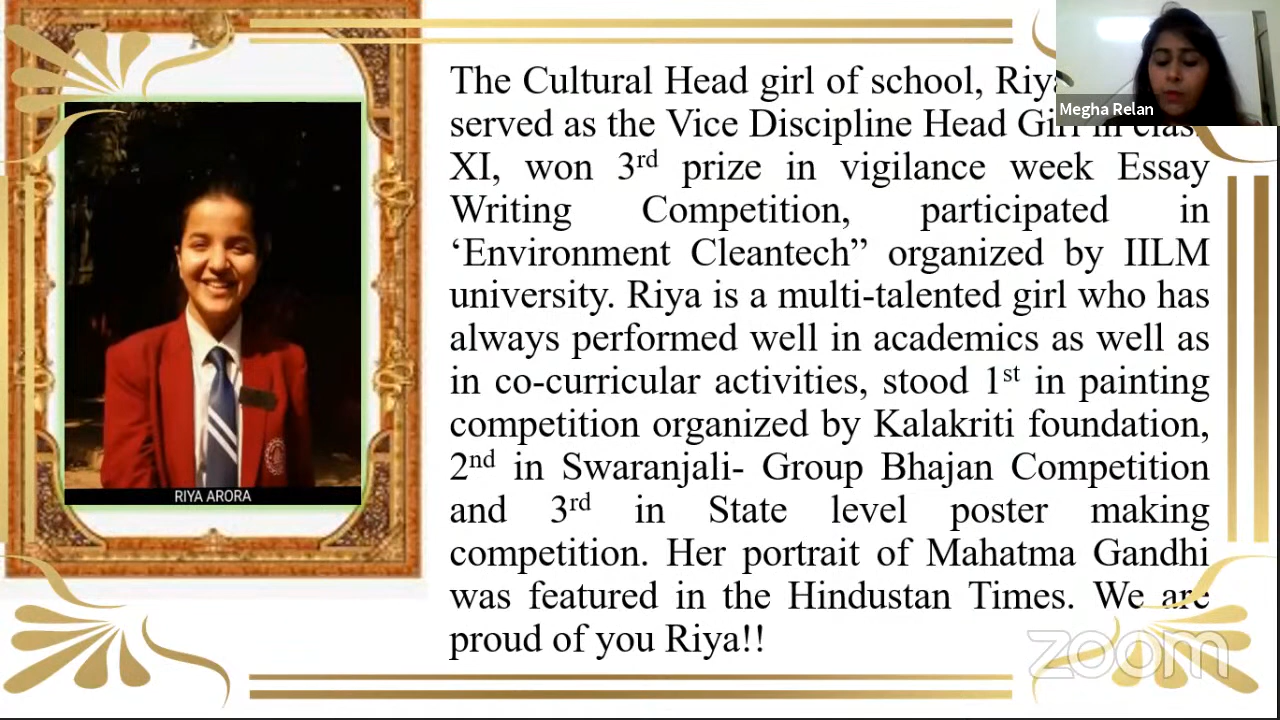 The Cultural Head girl of school, Riya
served as the Vice Discipline Head Girl in class
XI, won 3rd prize in vigilance week Essay
Writing Competition, participated in
‘Environment Cleantech” organized by IILM
university. Riya is a multi-talented girl who has
always performed well in academics as well as
in co-curricular activities, stood 1st in painting
competition organized by Kalakriti foundation,
2nd in Swaranjali- Group Bhajan Competition
and 3rd in State level poster making
competition. Her portrait of Mahatma Gandhi
was featured in the Hindustan Times. We are
proud of you Riya!!
RIYA ARORA
Megha Relan
zoom